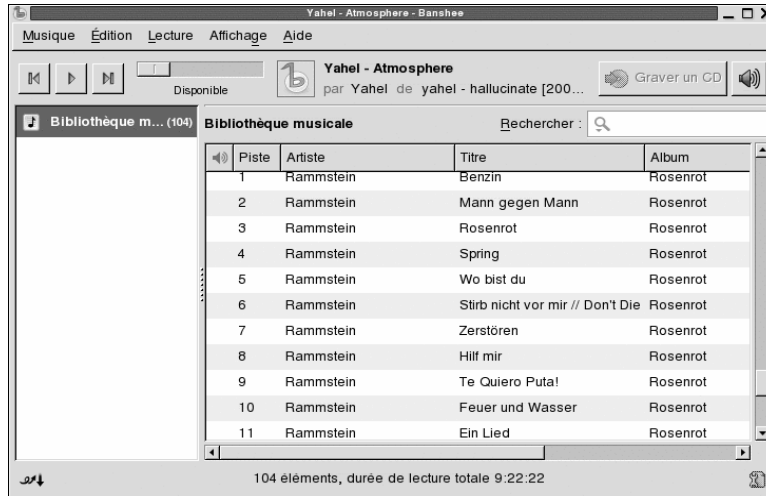 Yahel - Atmosphere - Banshee
Musique Édition Lecture Affichage Aide
Disponible
Yahel - Atmosphere
par Yahel de yahel - hallucinate [200...
Graver un CD
Bibliothèque m... (104)
Bibliothèque musicale Rechercher :
Piste Artiste Titre Album
1 Rammstein Benzin Rosenrot
2 Rammstein Mann gegen Mann Rosenrot
3 Rammstein Rosenrot Rosenrot
4 Rammstein Spring Rosenrot
5 Rammstein Wo bist du Rosenrot
6 Rammstein Stirb nicht vor mir // Don't Die Rosenrot
7 Rammstein Zerstören Rosenrot
8 Rammstein Hilf mir Rosenrot
9 Rammstein Te Quiero Puta! Rosenrot
10 Rammstein Feuer und Wasser Rosenrot
11 Rammstein Ein Lied Rosenrot
104 éléments, durée de lecture totale 9:22:22